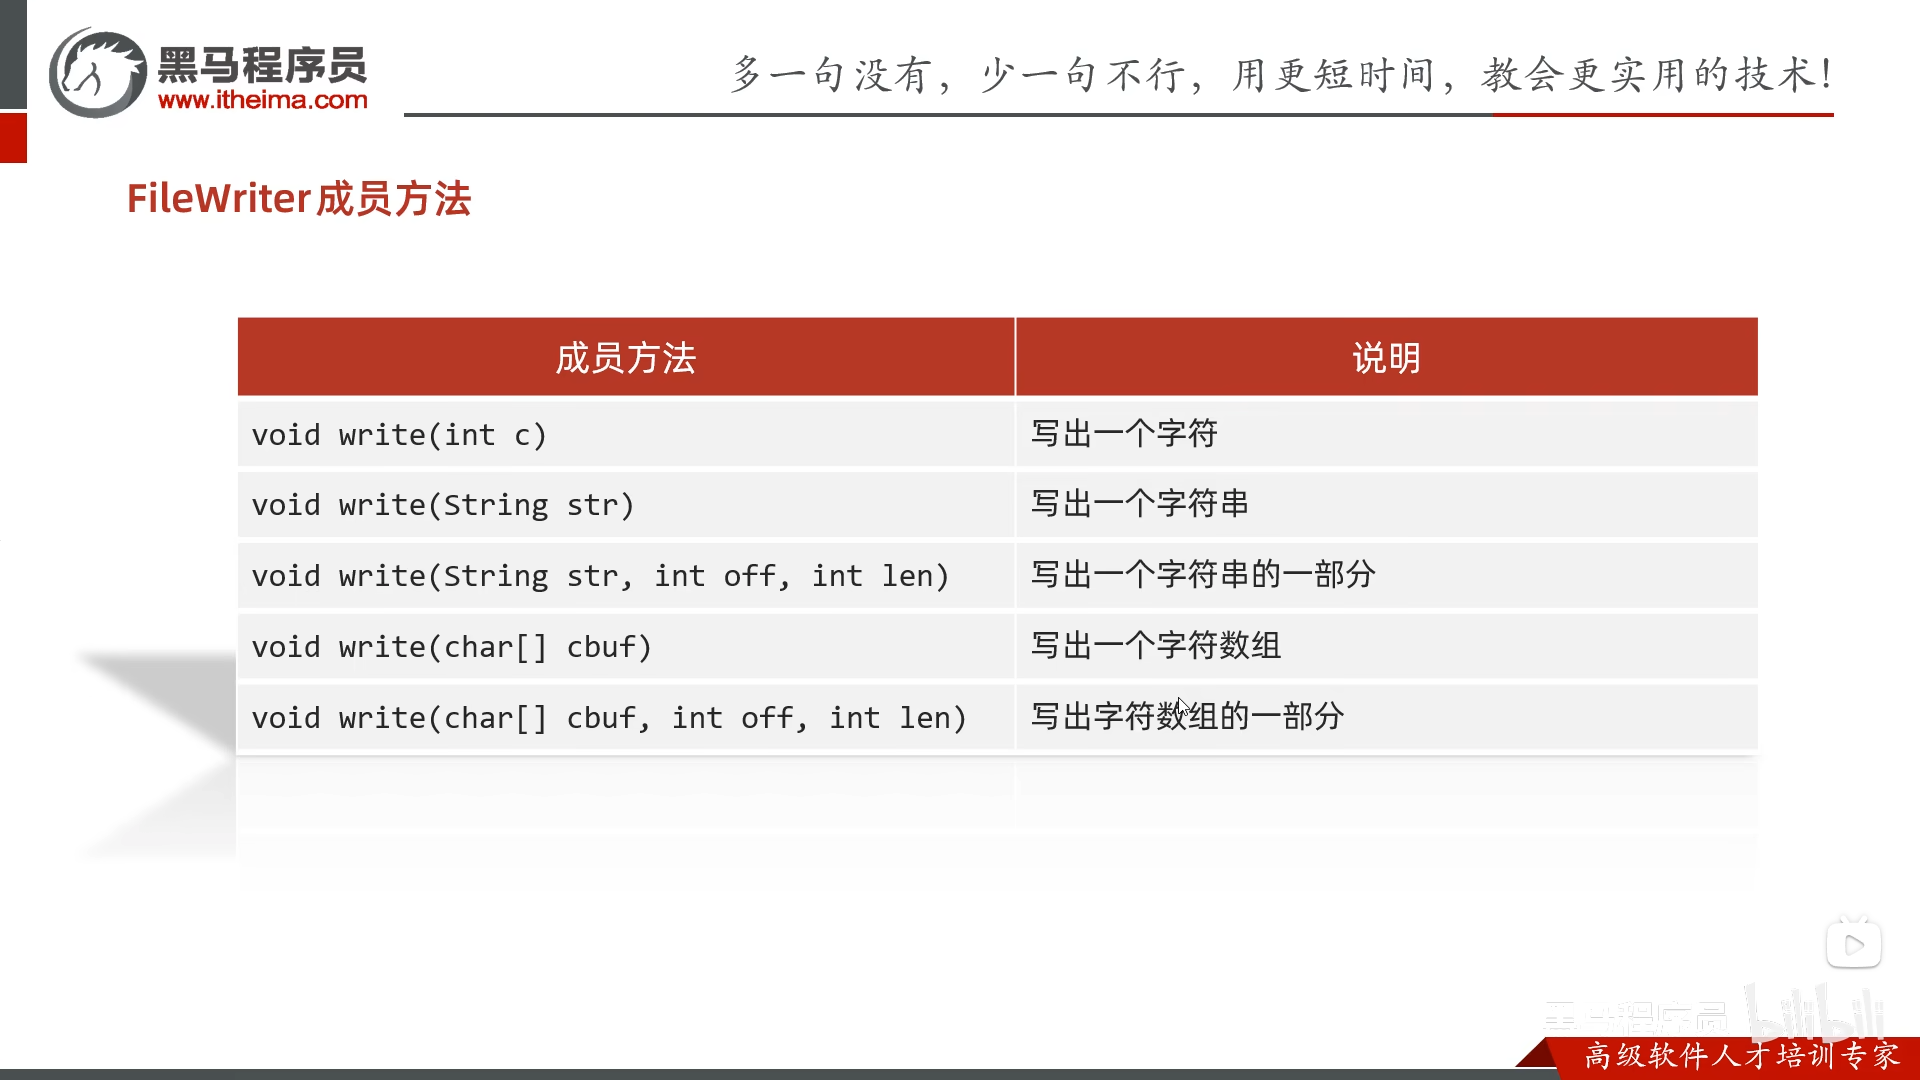 黑马程序员
www.itheima.com
多一句没有，少一句不行，用更短时间，教会更实用的技术！
FileWriter成员方法
成员方法 说明
void write(int c) 写出一个字符
void write(String str) 写出一个字符串
void write(String str, int off, int len) 写出一个字符串的一部分
void write(char[] cbuf) 写出一个字符数组
void write(char[] cbuf, int off, int len) 写出字符数组的一部分
黑马程序员 bilibili
高级软件人才培训专家